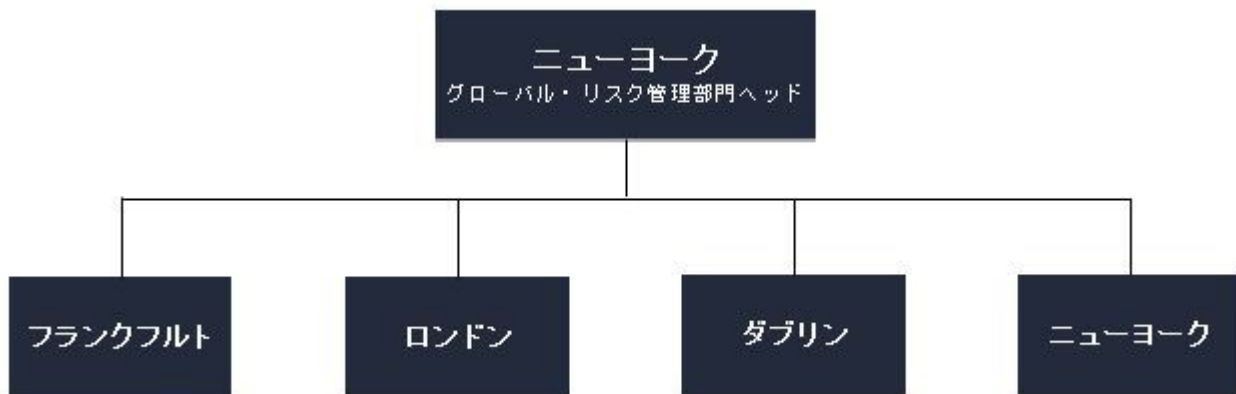 ニューヨーク
グローバル・リスク管理部門ヘッド
フランクフルト
ロンドン
ダブリン
ニューヨーク